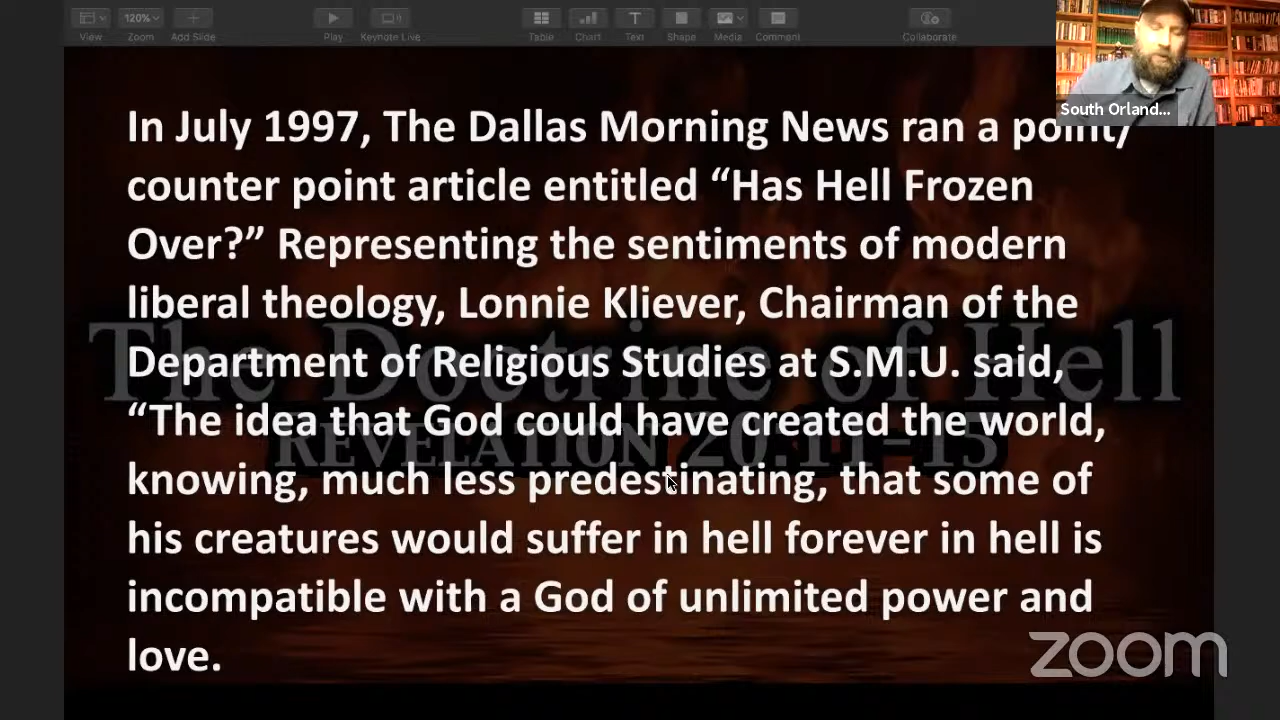 View
120%
Zoom
Add Slide
Play
Keynote Live
Table
Chart
Text
Shape
Media
Comment
Collaborate
South Orland...
In July 1997, The Dallas Morning News ran a point/
counter point article entitled “Has Hell Frozen
Over?” Representing the sentiments of modern
liberal theology, Lonnie Kliever, Chairman of the
Department of Religious Studies at S.M.U. said,
“The idea that God could have created the world,
knowing, much less predestinating, that some of
his creatures would suffer in hell forever in hell is
incompatible with a God of unlimited power and
love.
The Doctrine of Hell
REVELATION 20:11-15
zoom